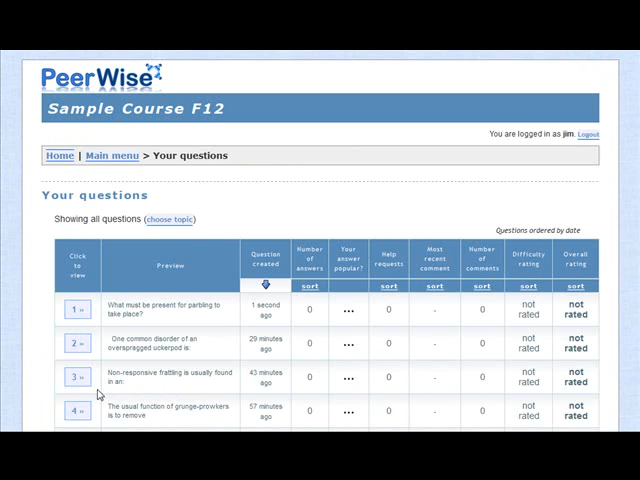 PeerWise
Sample Course F12
You are logged in as jim. Logout
Home | Main menu > Your questions
Your questions
Showing all questions (choose topic)
Questions ordered by date
Click to view Preview Question created Number of answers Your answer popular? Help requests Most recent comment Number of comments Difficulty rating Overall rating
sort sort sort sort sort sort
1 » What must be present for parbling to take place? 1 second ago 0 ... 0 - 0 not rated not rated
2 » One common disorder of an overspragged uckerpod is: 29 minutes ago 0 ... 0 - 0 not rated not rated
3 » Non-responsive frattling is usually found in an: 43 minutes ago 0 ... 0 - 0 not rated not rated
4 » The usual function of grunge-prowkers is to remove 57 minutes ago 0 ... 0 - 0 not rated not rated